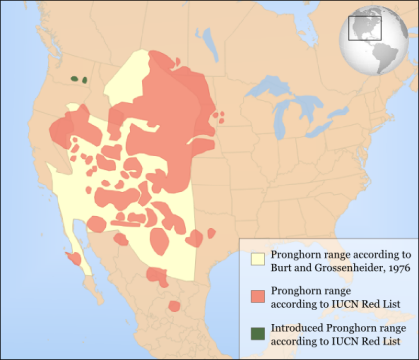 Pronghorn range according to
Burt and Grossenheider, 1976
Pronghorn range
according to IUCN Red List
Introduced Pronghorn range
according to IUCN Red List